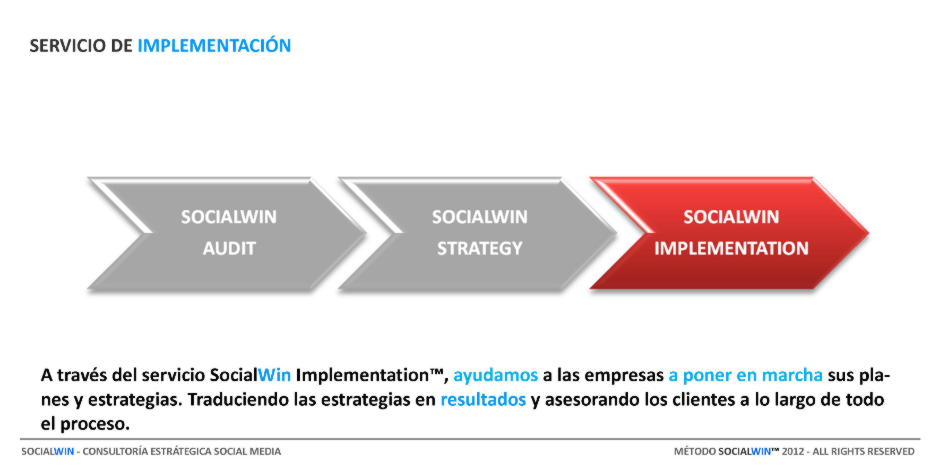 SERVICIO DE IMPLEMENTACIÓN
SOCIALWIN
AUDIT
SOCIALWIN
STRATEGY
SOCIALWIN
IMPLEMENTATION
A través del servicio SocialWin Implementation™, ayudamos a las empresas a poner en marcha sus pla-
nes y estrategias. Traduciendo las estrategias en resultados y asesorando los clientes a lo largo de todo
el proceso.
SOCIALWIN - CONSULTORÍA ESTRÁTEGICA SOCIAL MEDIA
MÉTODO SOCIALWIN™ 2012 - ALL RIGHTS RESERVED